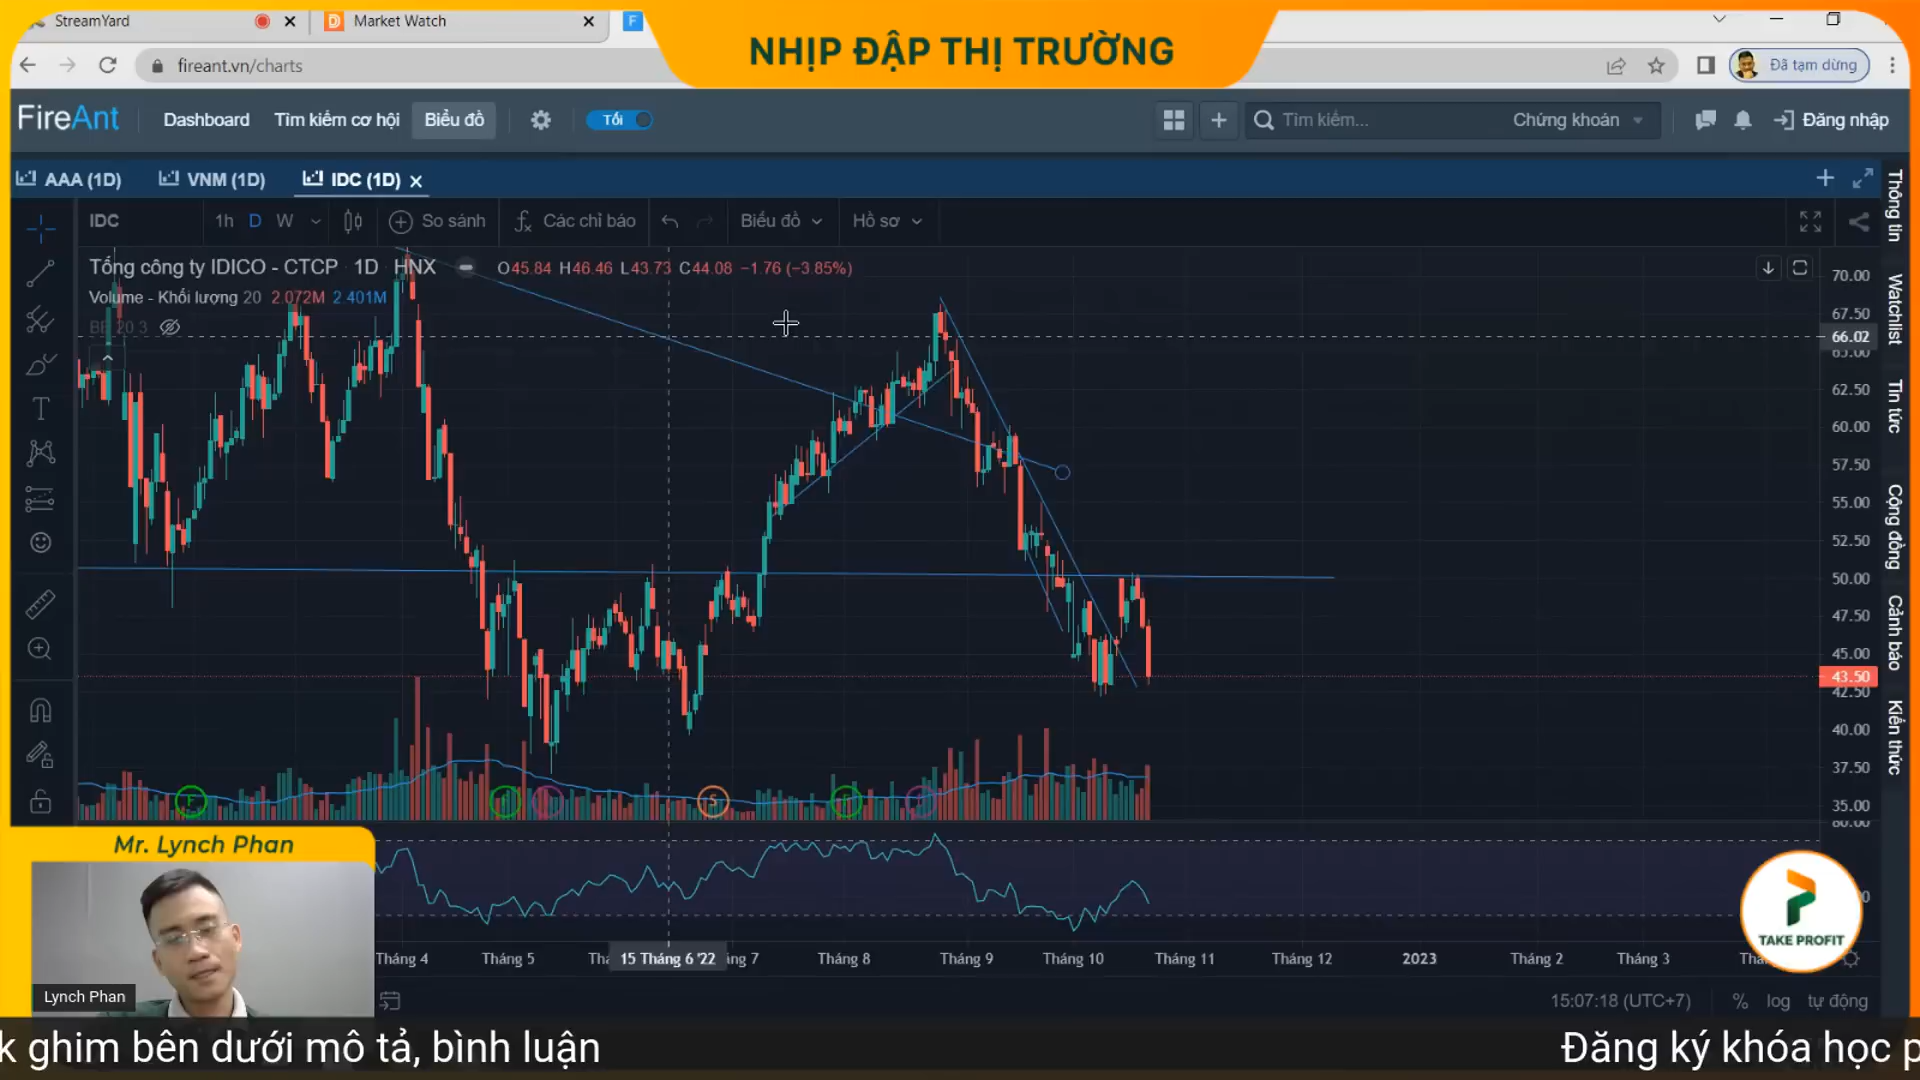 StreamYard
Market Watch
NHỊP ĐẬP THỊ TRƯỜNG
fireant.vn/charts
Đã tạm dừng
FireAnt
Dashboard
Tìm kiếm cơ hội
Biểu đồ
Tối
Tìm kiếm...
Chứng khoán
Đăng nhập
AAA (1D)
VNM (1D)
IDC (1D)
IDC
1h
D
W
So sánh
Các chỉ báo
Biểu đồ
Hồ sơ
Tổng công ty IDICO - CTCP 1D HNX
O45.84 H46.46 L43.73 C44.08 −1.76 (−3.85%)
Volume - Khối lượng 20 2.072M 2.401M
BB 20 3
70.00
67.50
66.02
65.00
62.50
60.00
57.50
55.00
52.50
50.00
47.50
45.00
43.50
42.50
40.00
37.50
35.00
80.00
Thông tin
Watchlist
Tin tức
Cộng đồng
Cảnh báo
Kiến thức
F
S
Mr. Lynch Phan
Lynch Phan
TAKE PROFIT
Tháng 4
Tháng 5
15 Tháng 6 '22
Tháng 8
Tháng 9
Tháng 10
Tháng 11
Tháng 12
2023
Tháng 2
Tháng 3
15:07:18 (UTC+7)
%
log
tự động
k ghim bên dưới mô tả, bình luận
Đăng ký khóa học p